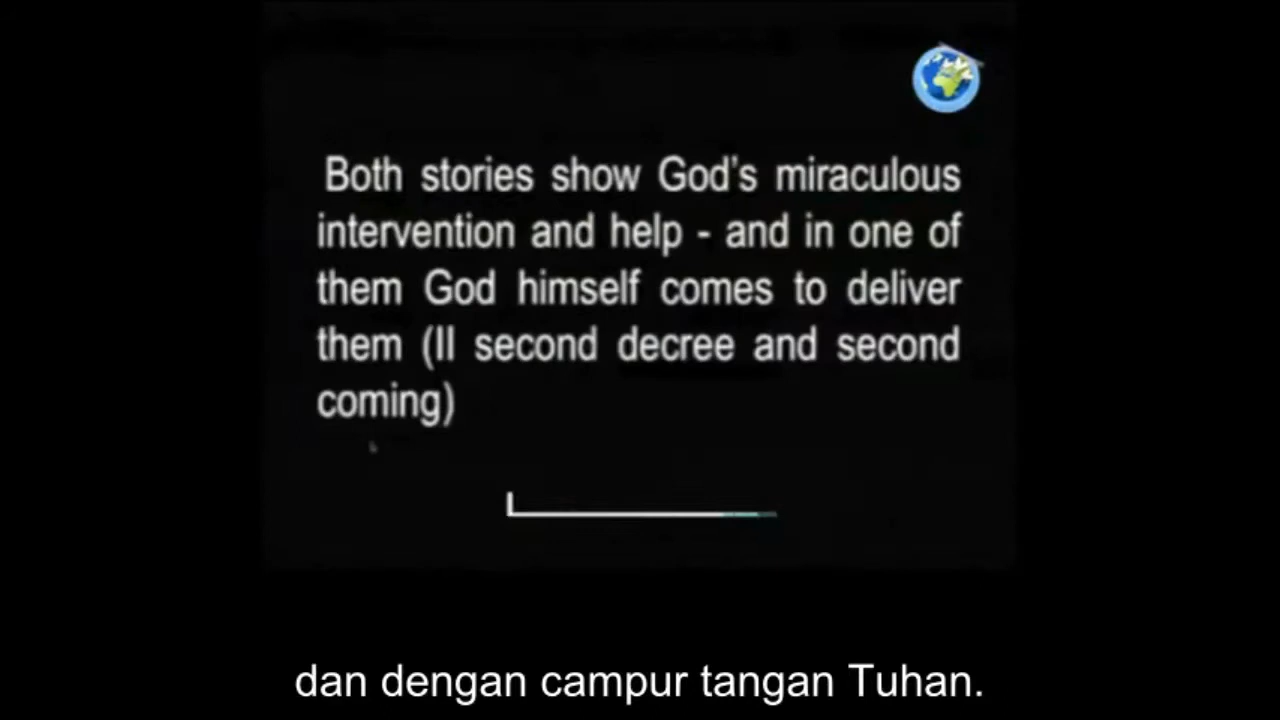 Both stories show God's miraculous
intervention and help - and in one of
them God himself comes to deliver
them (II second decree and second
coming)
dan dengan campur tangan Tuhan.